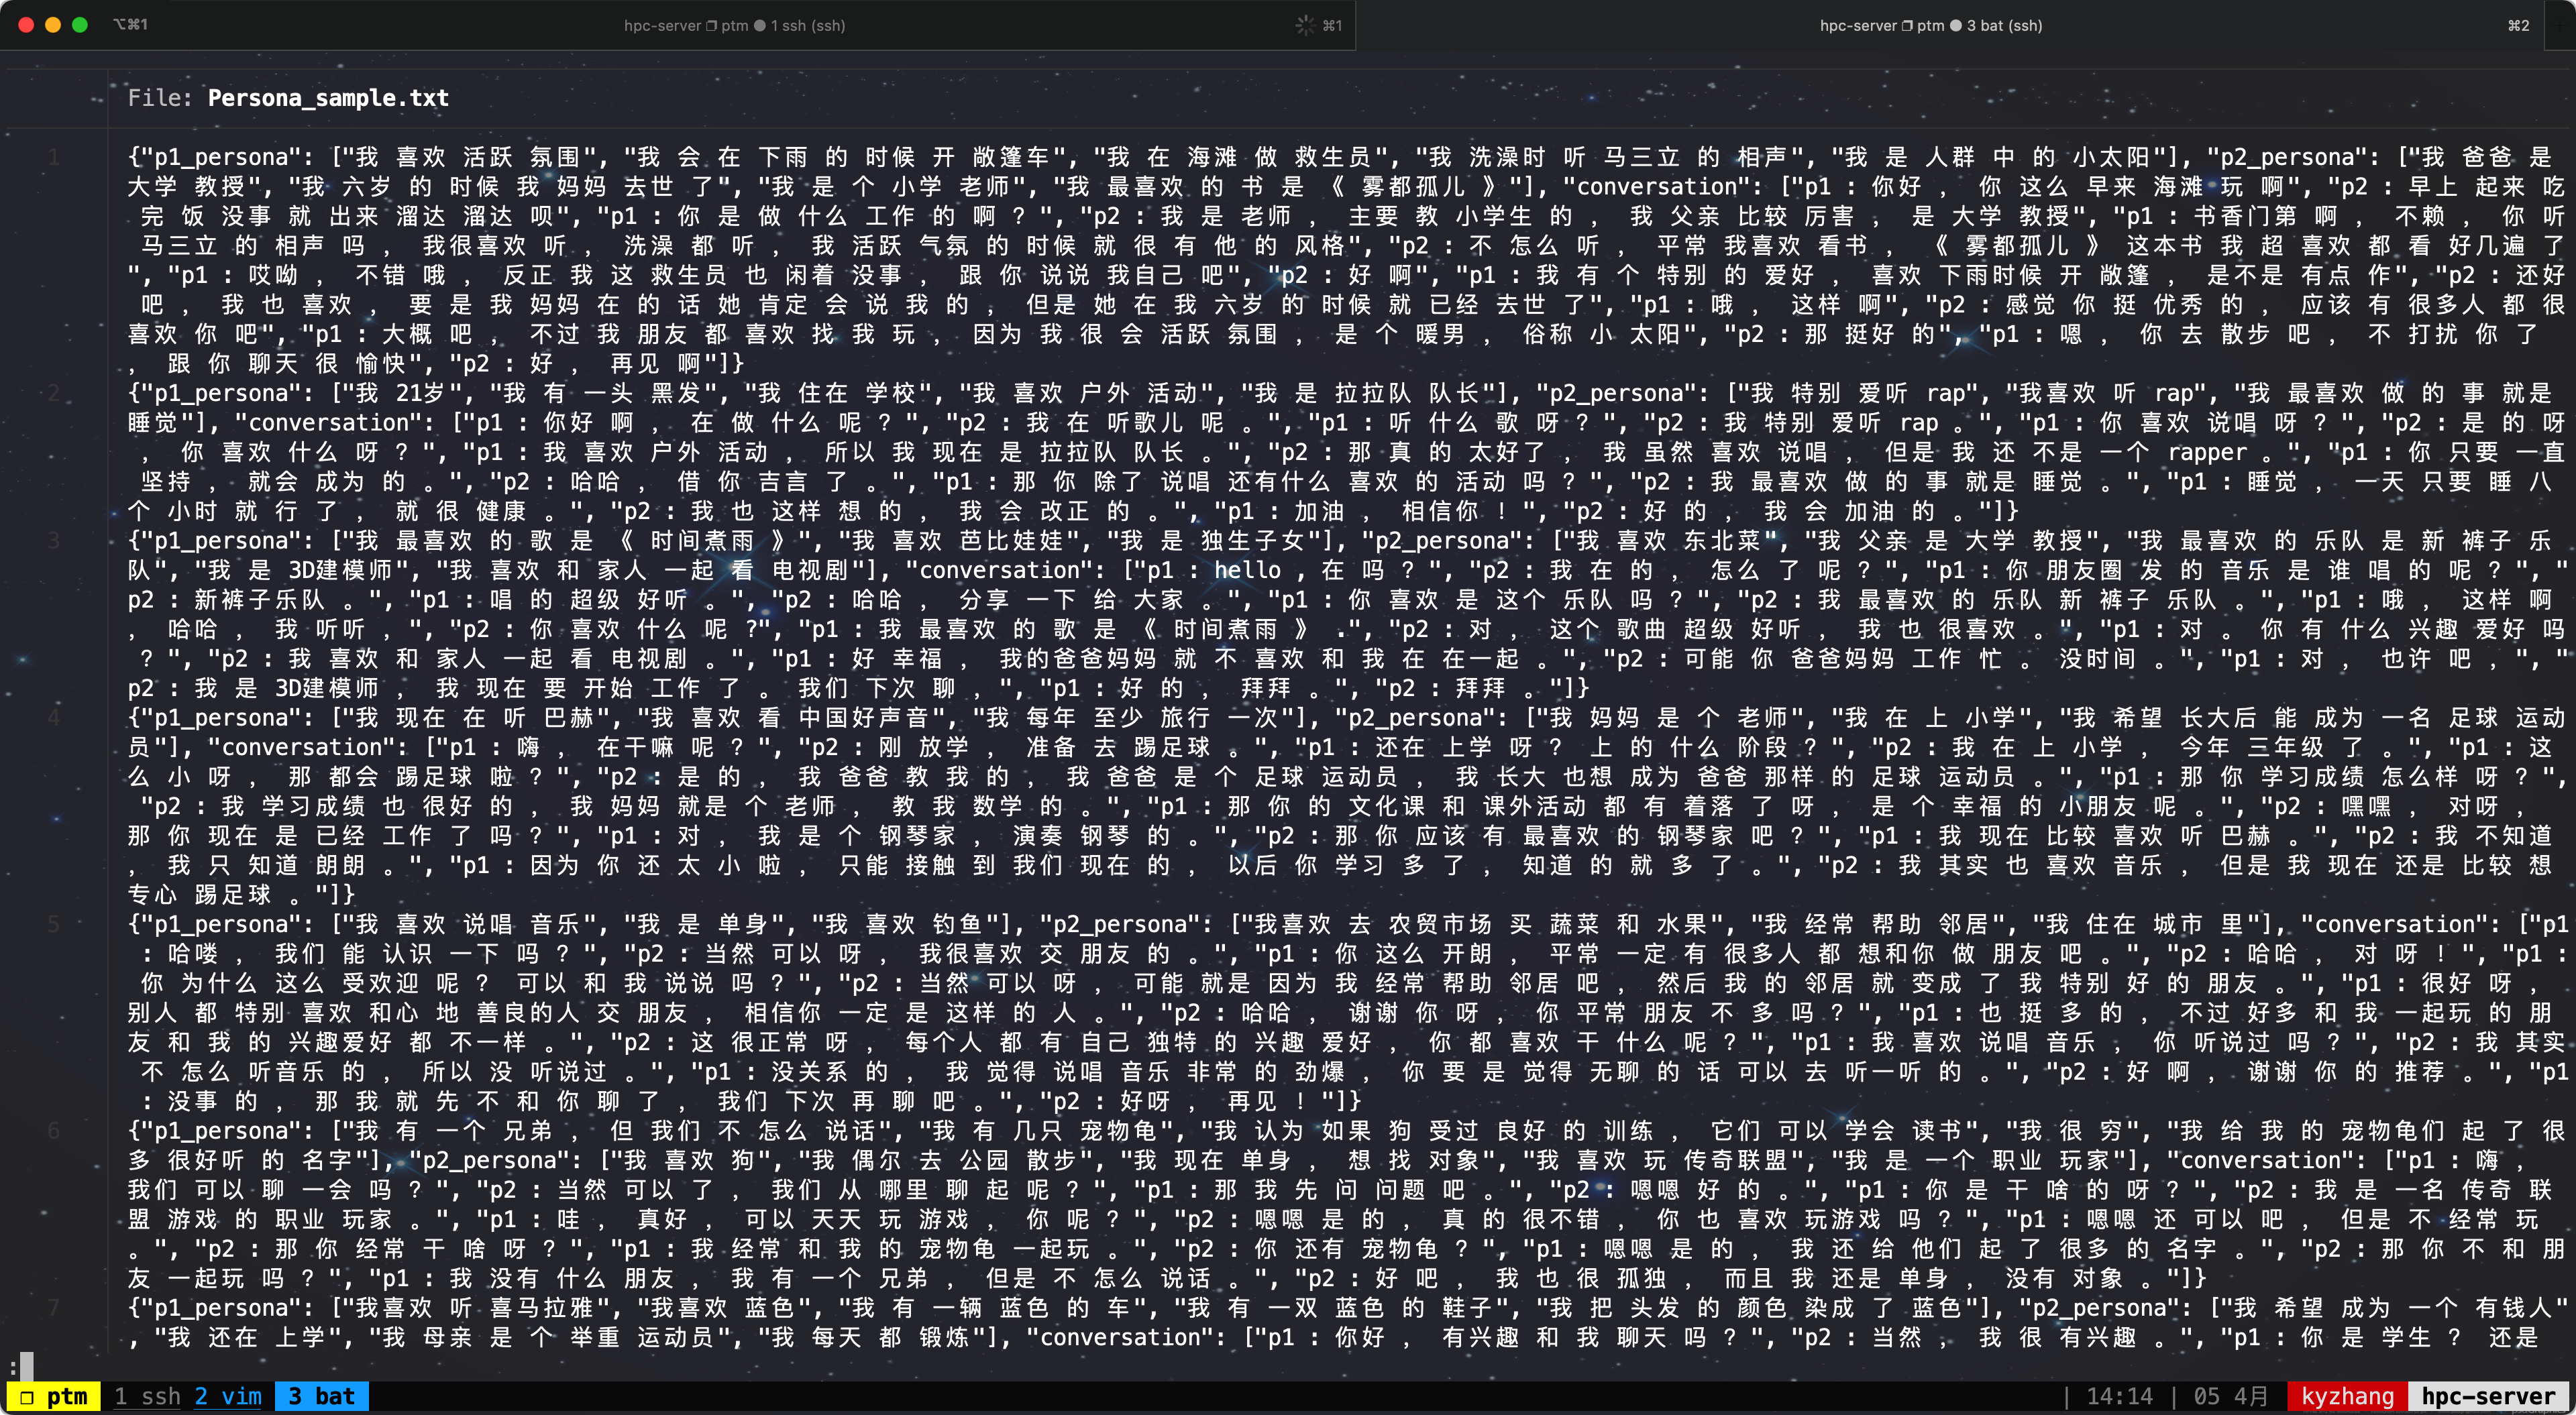 ⌥⌘1 hpc-server ❐ ptm ● 1 ssh (ssh) ⌘1 hpc-server ❐ ptm ● 3 bat (ssh) ⌘2
File: Persona_sample.txt
1 {"p1_persona": ["我 喜欢 活跃 氛围", "我 会 在 下雨 的 时候 开 敞篷车", "我 在 海滩 做 救生员", "我 洗澡时 听 马三立 的 相声", "我 是 人群 中 的 小太阳"], "p2_persona": ["我 爸爸 是
大学 教授", "我 六岁 的 时候 我 妈妈 去世 了", "我 是 个 小学 老师", "我 最喜欢 的 书 是 《 雾都孤儿 》"], "conversation": ["p1 : 你好 , 你 这么 早来 海滩 玩 啊", "p2 : 早上 起来 吃
完 饭 没事 就 出来 溜达 溜达 呗", "p1 : 你 是 做 什么 工作 的 啊 ? ", "p2 : 我 是 老师 , 主要 教 小学生 的 , 我 父亲 比较 厉害 , 是 大学 教授", "p1 : 书香门第 啊 , 不赖 , 你 听
马三立 的 相声 吗 , 我很喜欢 听 , 洗澡 都 听 , 我 活跃 气氛 的 时候 就 很 有 他 的 风格", "p2 : 不 怎么 听 , 平常 我喜欢 看书 , 《 雾都孤儿 》 这本书 我 超 喜欢 都 看 好几遍 了
", "p1 : 哎呦 , 不错 哦 , 反正 我 这 救生员 也 闲着 没事 , 跟 你 说说 我自己 吧", "p2 : 好 啊", "p1 : 我 有 个 特别 的 爱好 , 喜欢 下雨时候 开 敞篷 , 是不是 有点 作", "p2 : 还好
吧 , 我 也 喜欢 , 要 是 我 妈妈 在 的 话 她 肯定 会 说 我 的 , 但是 她 在 我 六岁 的 时候 就 已经 去世 了", "p1 : 哦 , 这样 啊", "p2 : 感觉 你 挺 优秀 的 , 应该 有 很多人 都 很
喜欢 你 吧", "p1 : 大概 吧 , 不过 我 朋友 都 喜欢 找 我 玩 , 因为 我 很 会 活跃 氛围 , 是 个 暖男 , 俗称 小 太阳", "p2 : 那 挺好 的", "p1 : 嗯 , 你 去 散步 吧 , 不 打扰 你 了
, 跟 你 聊天 很 愉快", "p2 : 好 , 再见 啊"]}
2 {"p1_persona": ["我 21岁", "我 有 一头 黑发", "我 住在 学校", "我 喜欢 户外 活动", "我 是 拉拉队 队长"], "p2_persona": ["我 特别 爱听 rap", "我喜欢 听 rap", "我 最喜欢 做 的 事 就是
睡觉"], "conversation": ["p1 : 你好 啊 , 在 做 什么 呢 ? ", "p2 : 我 在 听歌儿 呢 。", "p1 : 听 什么 歌 呀 ? ", "p2 : 我 特别 爱听 rap 。", "p1 : 你 喜欢 说唱 呀 ? ", "p2 : 是 的 呀
, 你 喜欢 什么 呀 ? ", "p1 : 我 喜欢 户外 活动 , 所以 我 现在 是 拉拉队 队长 。", "p2 : 那 真 的 太好了 , 我 虽然 喜欢 说唱 , 但是 我 还 不是 一个 rapper 。", "p1 : 你 只要 一直
坚持 , 就会 成为 的 。", "p2 : 哈哈 , 借 你 吉言 了 。", "p1 : 那 你 除了 说唱 还有什么 喜欢 的 活动 吗 ? ", "p2 : 我 最喜欢 做 的 事 就是 睡觉 。", "p1 : 睡觉 , 一天 只要 睡 八
个 小时 就行 了 , 就 很 健康 。", "p2 : 我 也 这样 想 的 , 我 会 改正 的 。", "p1 : 加油 , 相信你 ! ", "p2 : 好 的 , 我 会 加油 的 。"]}
3 {"p1_persona": ["我 最喜欢 的 歌 是 《 时间煮雨 》", "我 喜欢 芭比娃娃", "我 是 独生子女"], "p2_persona": ["我 喜欢 东北菜", "我 父亲 是 大学 教授", "我 最喜欢 的 乐队 是 新 裤子 乐
队", "我 是 3D建模师", "我 喜欢 和 家人 一起 看 电视剧"], "conversation": ["p1 : hello , 在 吗 ? ", "p2 : 我 在 的 , 怎么 了 呢 ? ", "p1 : 你 朋友圈 发 的 音乐 是 谁 唱 的 呢 ? ", "
p2 : 新裤子乐队 。", "p1 : 唱 的 超级 好听 。", "p2 : 哈哈 , 分享 一下 给 大家 。", "p1 : 你 喜欢 是 这个 乐队 吗 ? ", "p2 : 我 最喜欢 的 乐队 新 裤子 乐队 。", "p1 : 哦 , 这样 啊
, 哈哈 , 我 听听 , ", "p2 : 你 喜欢 什么 呢 ?", "p1 : 我 最喜欢 的 歌 是 《 时间煮雨 》 .", "p2 : 对 , 这个 歌曲 超级 好听 , 我 也 很喜欢 。", "p1 : 对 。 你 有 什么 兴趣 爱好 吗
? ", "p2 : 我 喜欢 和 家人 一起 看 电视剧 。", "p1 : 好 幸福 , 我的爸爸妈妈 就 不 喜欢 和 我 在 在一起 。", "p2 : 可能 你 爸爸妈妈 工作 忙 。 没时间 。", "p1 : 对 , 也许 吧 , ", "
p2 : 我 是 3D建模师 , 我 现在 要 开始 工作 了 。 我们 下次 聊 , ", "p1 : 好 的 , 拜拜 。", "p2 : 拜拜 。"]}
4 {"p1_persona": ["我 现在 在 听 巴赫", "我 喜欢 看 中国好声音", "我 每年 至少 旅行 一次"], "p2_persona": ["我 妈妈 是 个 老师", "我 在 上 小学", "我 希望 长大后 能 成为 一名 足球 运动
员"], "conversation": ["p1 : 嗨 , 在干嘛 呢 ? ", "p2 : 刚 放学 , 准备 去 踢足球 。", "p1 : 还在 上学 呀 ? 上 的 什么 阶段 ? ", "p2 : 我 在 上 小学 , 今年 三年级 了 。", "p1 : 这
么 小 呀 , 那 都会 踢足球 啦 ? ", "p2 : 是 的 , 我 爸爸 教 我 的 , 我 爸爸 是 个 足球 运动员 , 我 长大 也想 成为 爸爸 那样 的 足球 运动员 。", "p1 : 那 你 学习成绩 怎么样 呀 ? ",
"p2 : 我 学习成绩 也 很好 的 , 我 妈妈 就是 个 老师 , 教 我 数学 的 。", "p1 : 那 你 的 文化课 和 课外活动 都 有 着落 了 呀 , 是 个 幸福 的 小朋友 呢 。", "p2 : 嘿嘿 , 对呀 ,
那 你 现在 是 已经 工作 了 吗 ? ", "p1 : 对 , 我 是 个 钢琴家 , 演奏 钢琴 的 。", "p2 : 那 你 应该 有 最喜欢 的 钢琴家 吧 ? ", "p1 : 我 现在 比较 喜欢 听 巴赫 。", "p2 : 我 不知道
, 我 只 知道 朗朗 。", "p1 : 因为 你 还 太 小 啦 , 只能 接触 到 我们 现在 的 , 以后 你 学习 多 了 , 知道 的 就 多 了 。", "p2 : 我 其实 也 喜欢 音乐 , 但是 我 现在 还是 比较 想
专心 踢足球 。"]}
5 {"p1_persona": ["我 喜欢 说唱 音乐", "我 是 单身", "我 喜欢 钓鱼"], "p2_persona": ["我喜欢 去 农贸市场 买 蔬菜 和 水果", "我 经常 帮助 邻居", "我 住在 城市 里"], "conversation": ["p1
: 哈喽 , 我们 能 认识 一下 吗 ? ", "p2 : 当然 可以 呀 , 我很喜欢 交 朋友 的 。", "p1 : 你 这么 开朗 , 平常 一定 有 很多人 都 想和你 做 朋友 吧 。", "p2 : 哈哈 , 对 呀 ! ", "p1 :
你 为什么 这么 受欢迎 呢 ? 可以 和 我 说说 吗 ? ", "p2 : 当然 可以 呀 , 可能 就是 因为 我 经常 帮助 邻居 吧 , 然后 我 的 邻居 就 变成 了 我 特别 好 的 朋友 。", "p1 : 很好 呀 ,
别人 都 特别 喜欢 和心 地 善良的人 交 朋友 , 相信你 一定 是 这样 的 人 。", "p2 : 哈哈 , 谢谢 你 呀 , 你 平常 朋友 不 多 吗 ? ", "p1 : 也 挺 多 的 , 不过 好多 和 我 一起 玩 的 朋
友 和 我 的 兴趣爱好 都 不一样 。", "p2 : 这 很正常 呀 , 每个人 都 有 自己 独特 的 兴趣 爱好 , 你 都 喜欢 干 什么 呢 ? ", "p1 : 我 喜欢 说唱 音乐 , 你 听说过 吗 ? ", "p2 : 我 其实
不 怎么 听音乐 的 , 所以 没 听说过 。", "p1 : 没关系 的 , 我 觉得 说唱 音乐 非常 的 劲爆 , 你 要 是 觉得 无聊 的 话 可以 去 听一听 的 。", "p2 : 好 啊 , 谢谢 你 的 推荐 。", "p1
: 没事 的 , 那 我 就 先 不 和 你 聊 了 , 我们 下次 再 聊 吧 。", "p2 : 好呀 , 再见 ! "]}
6 {"p1_persona": ["我 有 一个 兄弟 , 但 我们 不 怎么 说话", "我 有 几只 宠物龟", "我 认为 如果 狗 受过 良好 的 训练 , 它们 可以 学会 读书", "我 很 穷", "我 给 我 的 宠物龟们 起 了 很
多 很好听 的 名字"], "p2_persona": ["我 喜欢 狗", "我 偶尔 去 公园 散步", "我 现在 单身 , 想 找 对象", "我 喜欢 玩 传奇联盟", "我 是 一个 职业 玩家"], "conversation": ["p1 : 嗨 ,
我们 可以 聊 一会 吗 ? ", "p2 : 当然 可以 了 , 我们 从 哪里 聊 起 呢 ? ", "p1 : 那 我 先 问 问题 吧 。", "p2 : 嗯嗯 好 的 。", "p1 : 你 是 干 啥 的 呀 ? ", "p2 : 我 是 一名 传奇 联
盟 游戏 的 职业 玩家 。", "p1 : 哇 , 真好 , 可以 天天 玩 游戏 , 你 呢 ? ", "p2 : 嗯嗯 是 的 , 真 的 很不错 , 你 也 喜欢 玩游戏 吗 ? ", "p1 : 嗯嗯 还 可以 吧 , 但是 不 经常 玩
。", "p2 : 那 你 经常 干 啥 呀 ? ", "p1 : 我 经常 和 我 的 宠物龟 一起玩 。", "p2 : 你 还有 宠物龟 ? ", "p1 : 嗯嗯 是 的 , 我 还 给 他们 起 了 很多 的 名字 。", "p2 : 那 你 不 和 朋
友 一起玩 吗 ? ", "p1 : 我 没有 什么 朋友 , 我 有 一个 兄弟 , 但是 不 怎么 说话 。", "p2 : 好 吧 , 我 也 很 孤独 , 而且 我 还是 单身 , 没有 对象 。"]}
7 {"p1_persona": ["我喜欢 听 喜马拉雅", "我喜欢 蓝色", "我 有 一辆 蓝色 的 车", "我 有 一双 蓝色 的 鞋子", "我 把 头发 的 颜色 染成 了 蓝色"], "p2_persona": ["我 希望 成为 一个 有钱人"
, "我 还在 上学", "我 母亲 是 个 举重 运动员", "我 每天 都 锻炼"], "conversation": ["p1 : 你好 , 有兴趣 和 我 聊天 吗 ? ", "p2 : 当然 , 我 很 有兴趣 。", "p1 : 你 是 学生 ? 还是
:
❐ ptm 1 ssh 2 vim 3 bat | 14:14 | 05 4月 kyzhang hpc-server